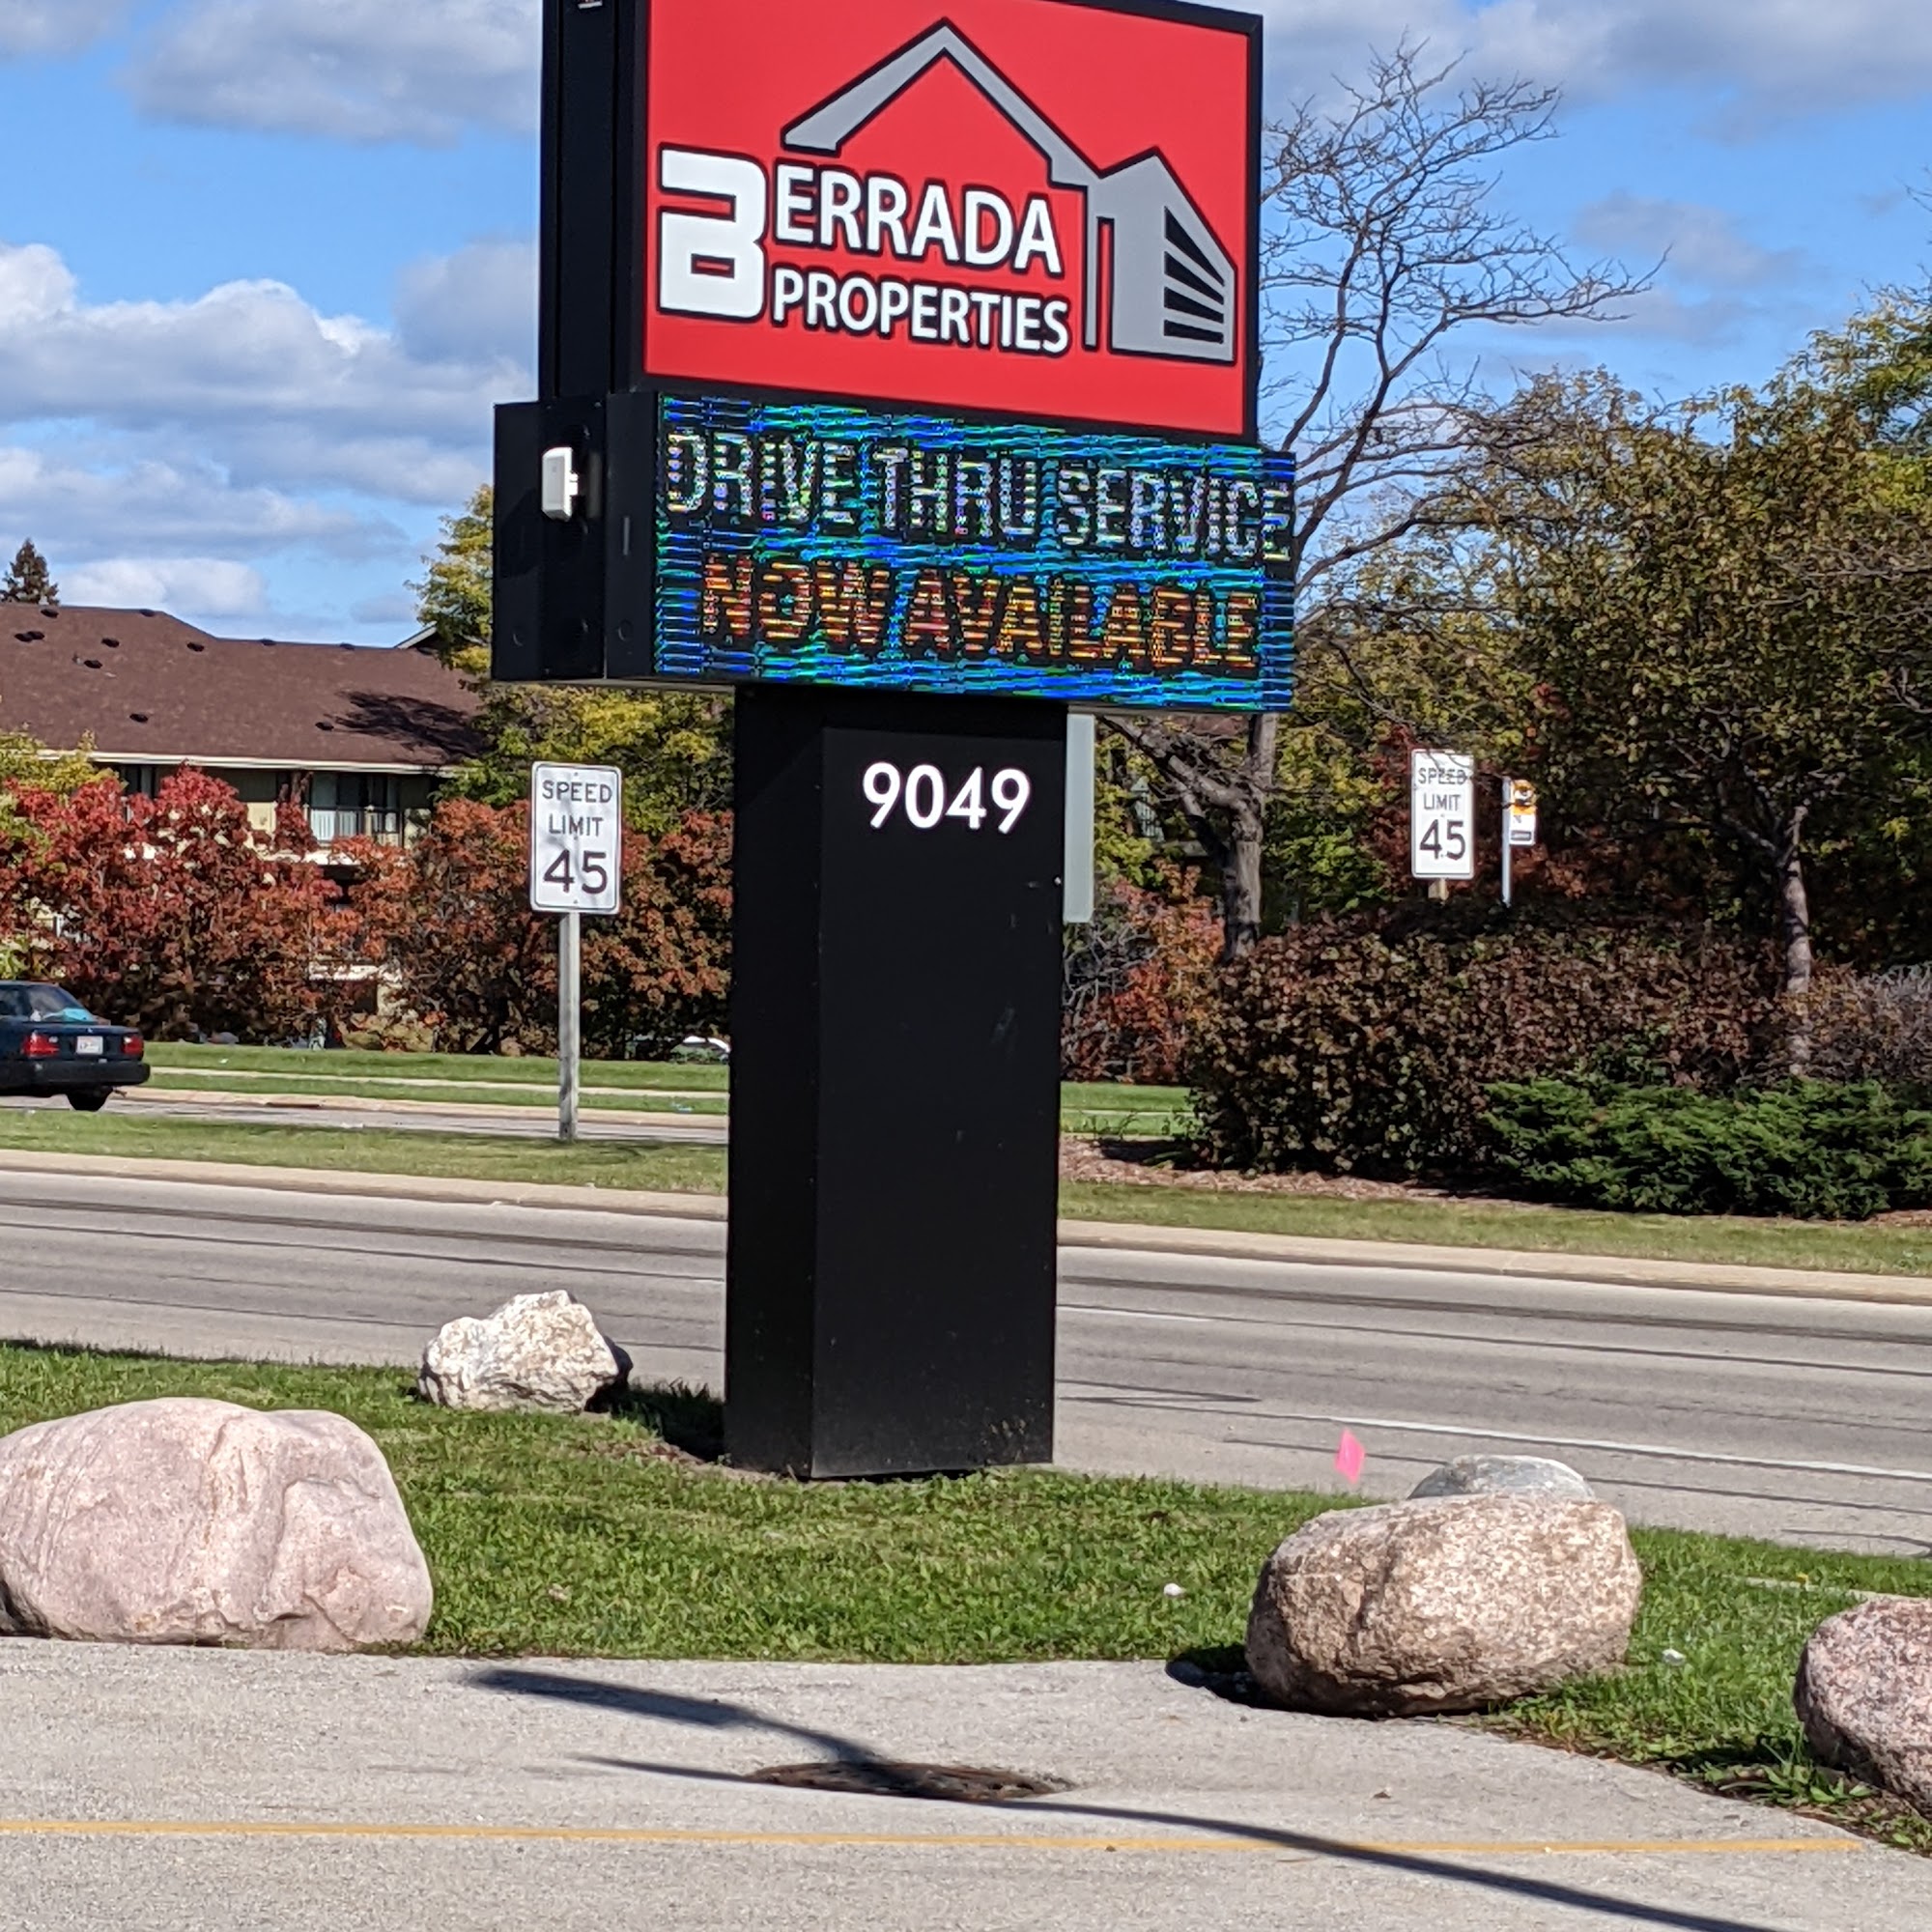 BERRADA
PROPERTIES
DRIVE THRU SERVICE
NOW AVAILABLE
9049
SPEED
LIMIT
45
SPEED
LIMIT
45